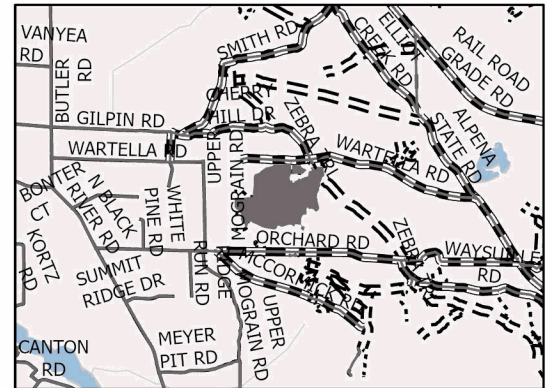 VANYEA
RD
BUTLER
RD
SMITH RD
CREEK RD
ELLIO
RAIL ROAD
GRADE RD
CHERRY
HILL DR
GILPIN RD
WARTELLA RD
UPPER
MOGRAIN RD
ZEBRA
WARTELLA RD
STATE RD
ALPENA
BONTER
RIVER RD
N BLACK
PINE RD
WHITE
RUN RD
CT
KORTZ
RD
SUMMIT
RIDGE DR
ORCHARD RD
MCCORMICK RD
ZEBRA
WAYSUNLE
RD
UPPER
MOGRAIN RD
MEYER
PIT RD
CANTON
RD